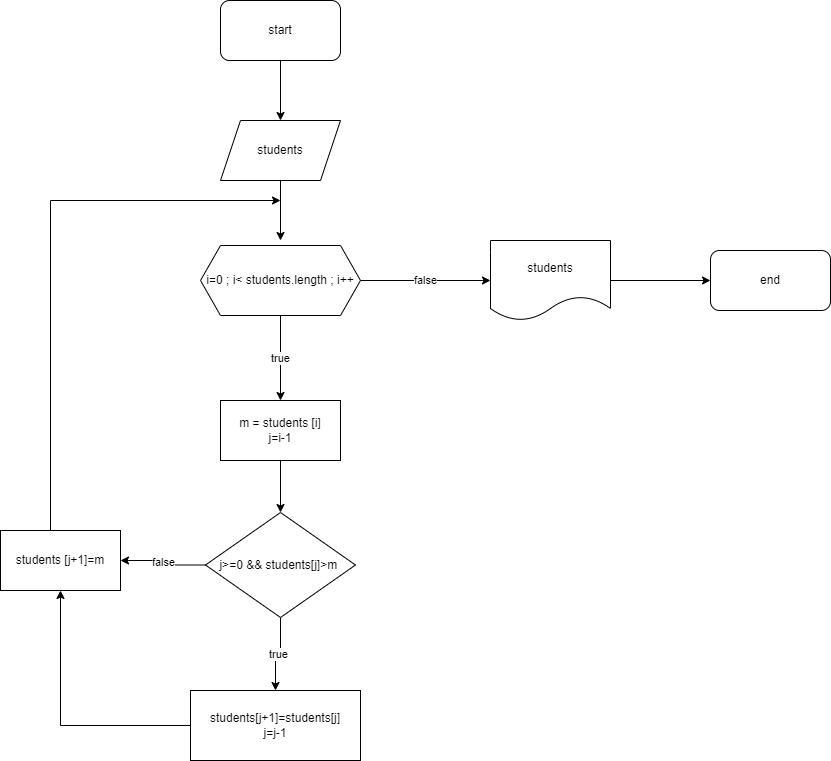 start
students
i=0 ; i< students.length ; i++
false
students
end
true
m = students [i]
j=i-1
students [j+1]=m
false
j>=0 && students[j]>m
true
students[j+1]=students[j]
j=j-1